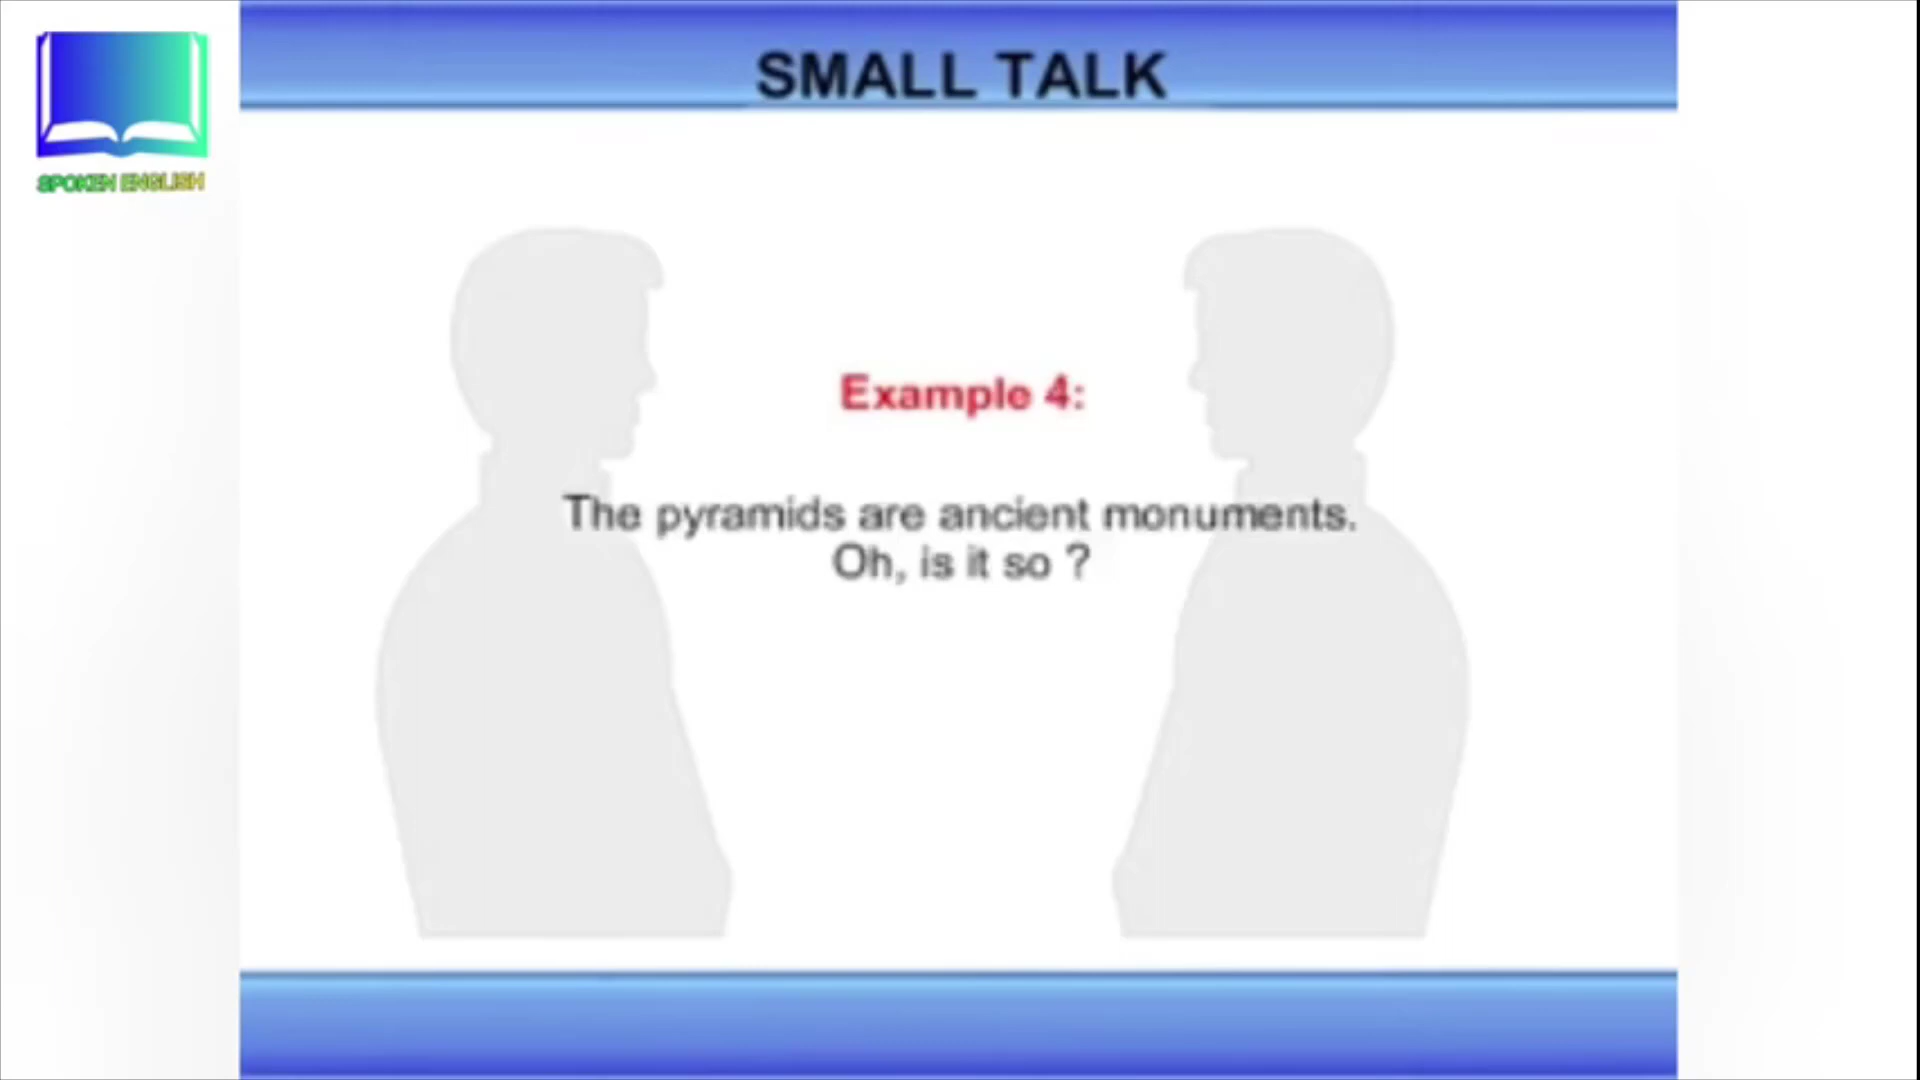 SMALL TALK
SPOKEN ENGLISH
Example 4:
The pyramids are ancient monuments.
Oh, is it so ?